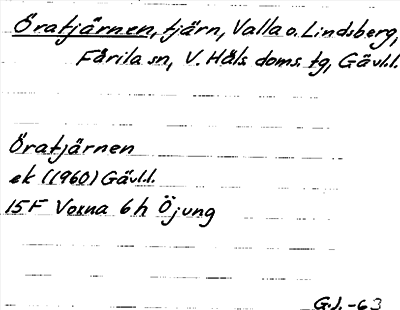 Öratjärnen, tjärn, Valla o. Lindsberg,
Fårila sn, V. Häls. doms. tg, Gävl.l.
Öratjärnen
ek (1960) Gävl.l.
15F Voxna 6h Öjung
G.J. -63